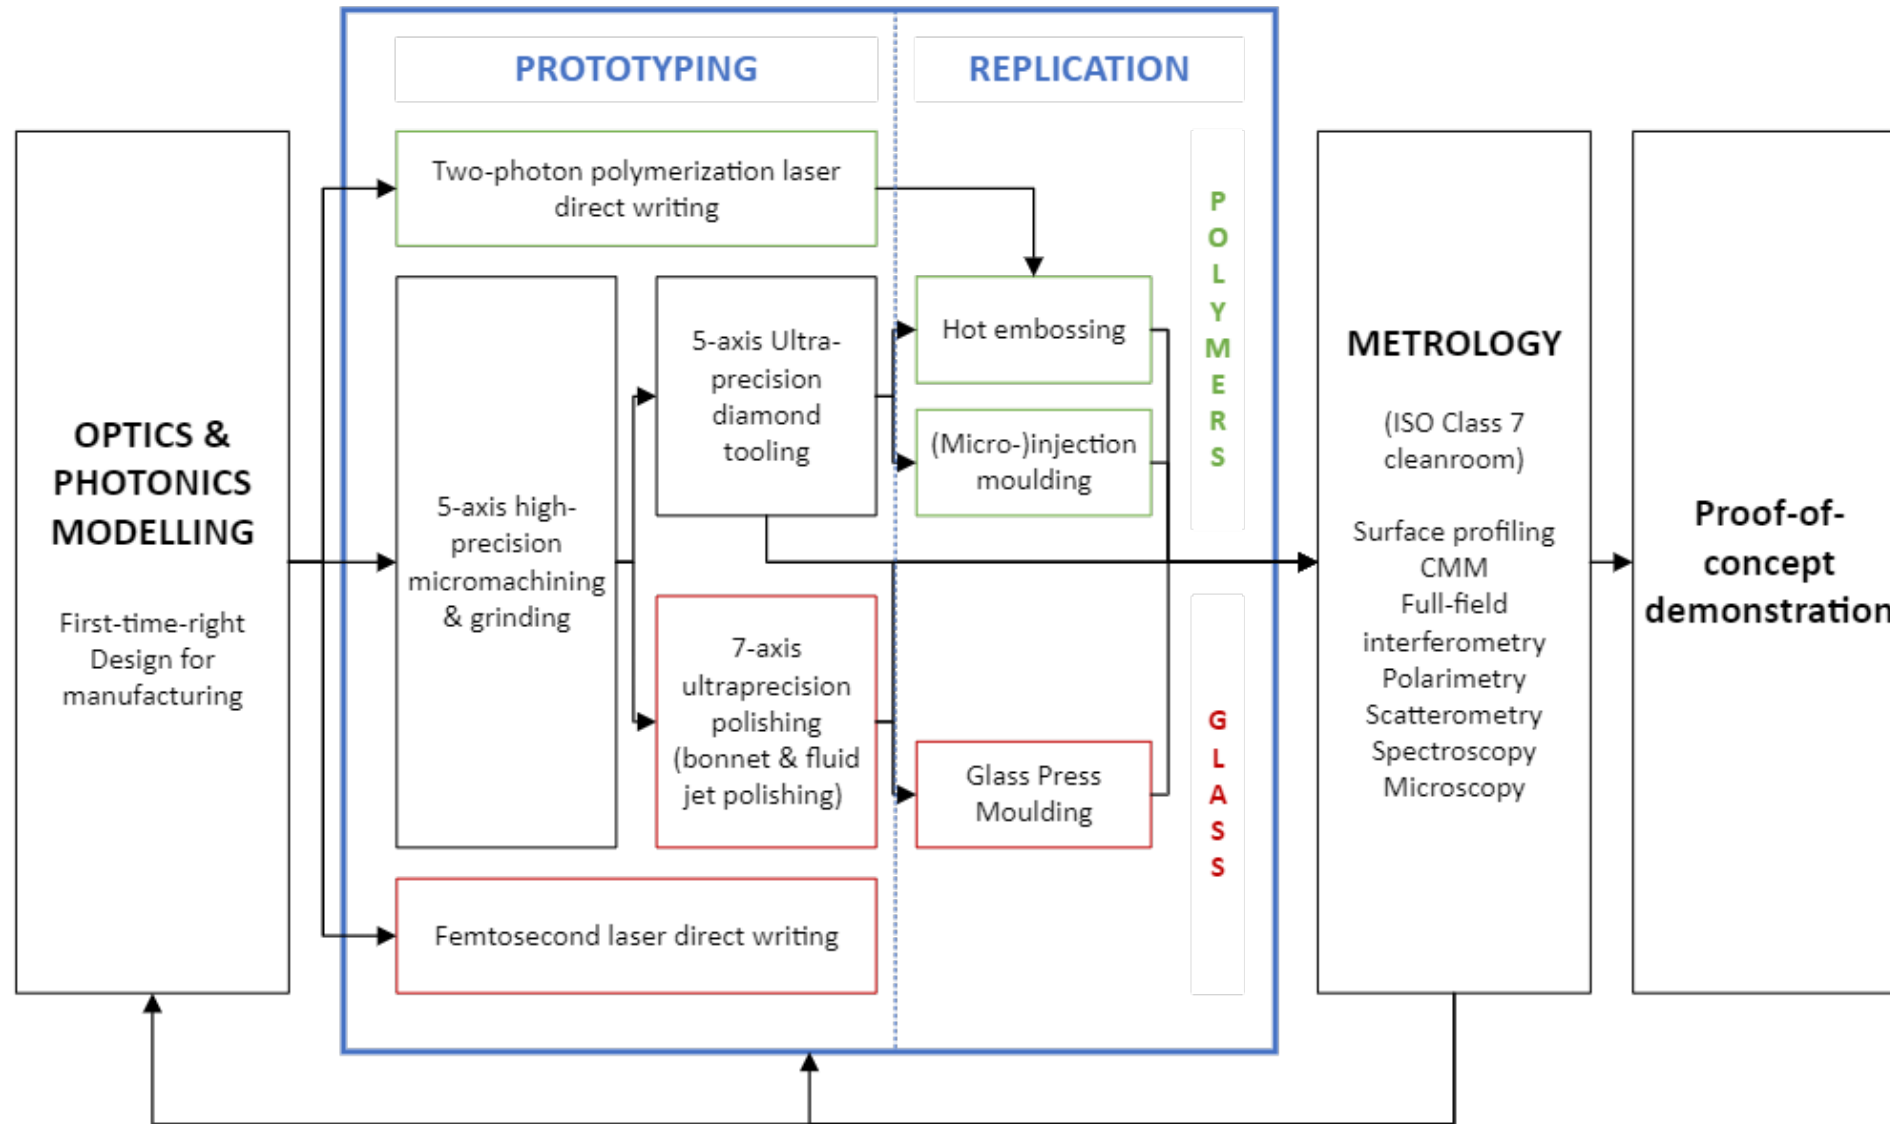 PROTOTYPING
REPLICATION
OPTICS &
PHOTONICS
MODELLING
First-time-right
Design for
manufacturing
Two-photon polymerization laser
direct writing
5-axis high-
precision
micromachining
& grinding
5-axis Ultra-
precision
diamond
tooling
7-axis
ultraprecision
polishing
(bonnet & fluid
jet polishing)
Femtosecond laser direct writing
Hot embossing
(Micro-)injection
moulding
Glass Press
Moulding
POLYMERS
GLASS
METROLOGY
(ISO Class 7
cleanroom)
Surface profiling
CMM
Full-field
interferometry
Polarimetry
Scatterometry
Spectroscopy
Microscopy
Proof-of-
concept
demonstration